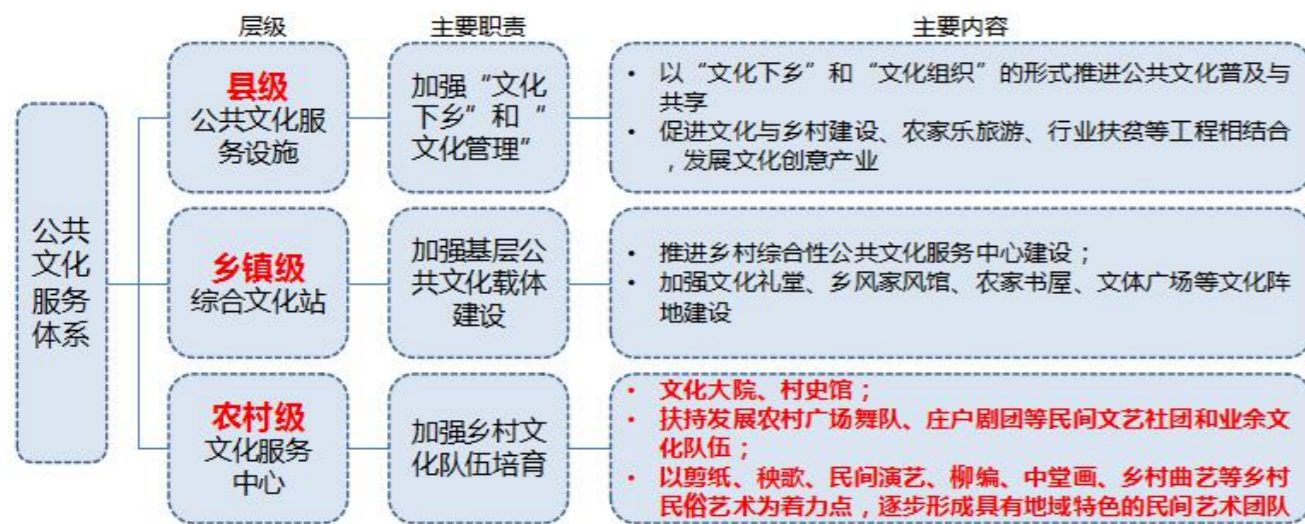 层级
主要职责
主要内容
公共
文化
服务
体系
县级
公共文化服
务设施
加强“文化
下乡”和“
文化管理”
• 以“文化下乡”和“文化组织”的形式推进公共文化普及与
共享
• 促进文化与乡村建设、农家乐旅游、行业扶贫等工程相结合
，发展文化创意产业
乡镇级
综合文化站
加强基层公
共文化载体
建设
• 推进乡村综合性公共文化服务中心建设；
• 加强文化礼堂、乡风家风馆、农家书屋、文体广场等文化阵
地建设
农村级
文化服务
中心
加强乡村文
化队伍培育
• 文化大院、村史馆；
• 扶持发展农村广场舞队、庄户剧团等民间文艺社团和业余文
化队伍；
• 以剪纸、秧歌、民间演艺、柳编、中堂画、乡村曲艺等乡村
民俗艺术为着力点，逐步形成具有地域特色的民间艺术团队